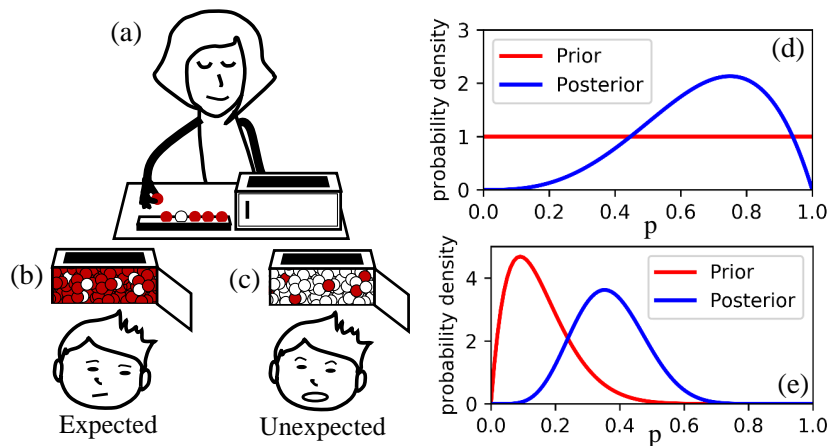 (a)
(b)
(c)
Expected
Unexpected
(d)
Prior
Posterior
probability density
3
2
1
0
0.0 0.2 0.4 0.6 0.8 1.0
p
Prior
Posterior
probability density
4
2
0
(e)
0.0 0.2 0.4 0.6 0.8 1.0
p